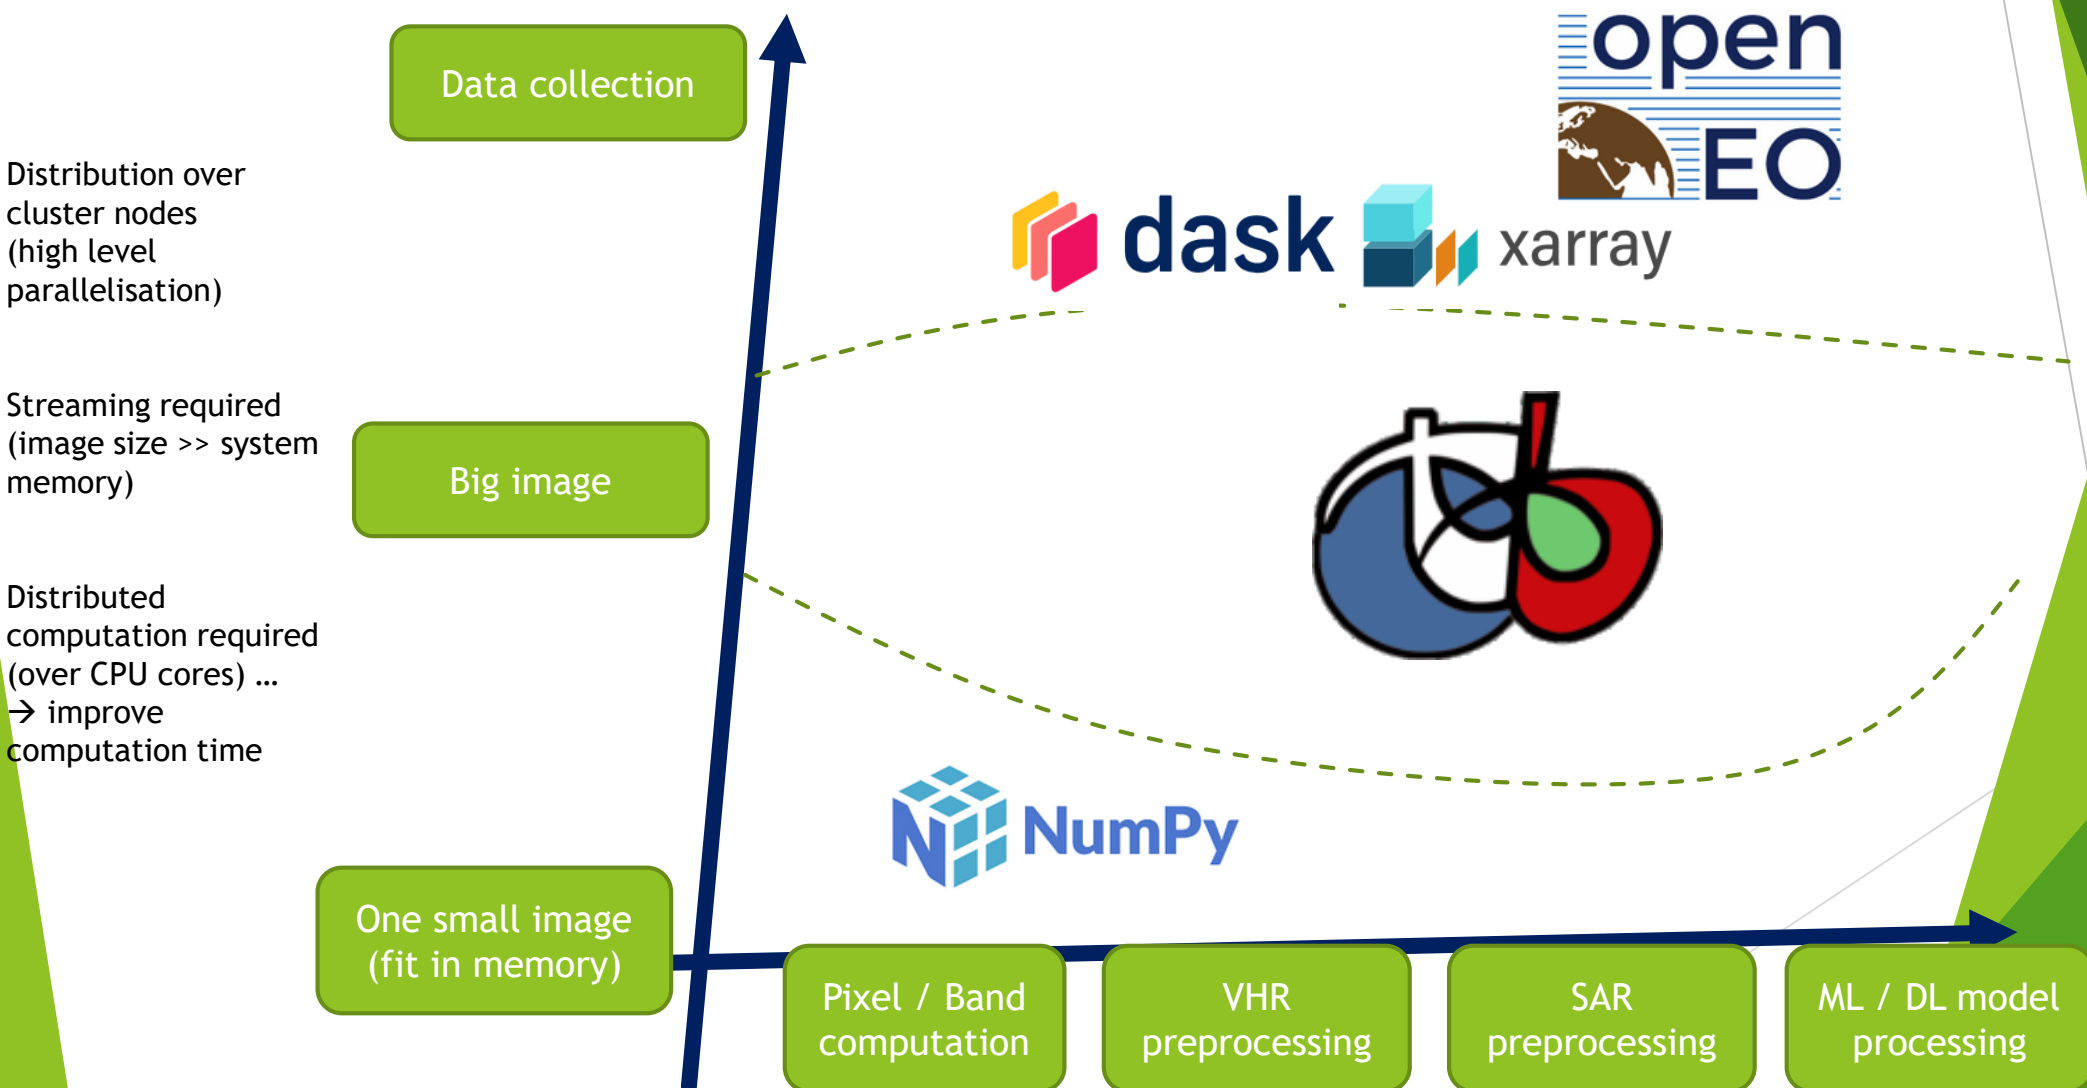 Data collection
open
EO
Distribution over
cluster nodes
(high level
parallelisation)
dask
xarray
Streaming required
(image size >> system
memory)
Big image
Distributed
computation required
(over CPU cores) …
→ improve
computation time
NumPy
One small image
(fit in memory)
Pixel / Band
computation
VHR
preprocessing
SAR
preprocessing
ML / DL model
processing